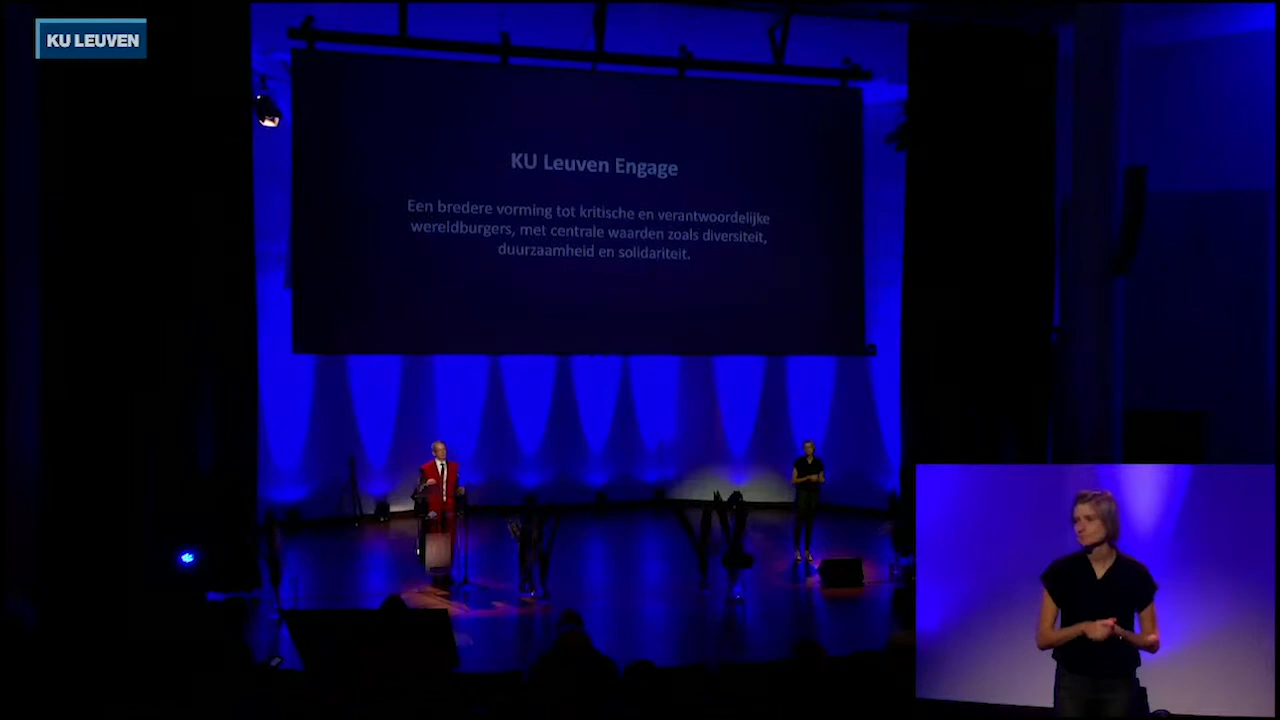 KU LEUVEN
KU Leuven Engage
Een bredere vorming tot kritische en verantwoordelijke
wereldburgers, met centrale waarden zoals diversiteit,
duurzaamheid en solidariteit.